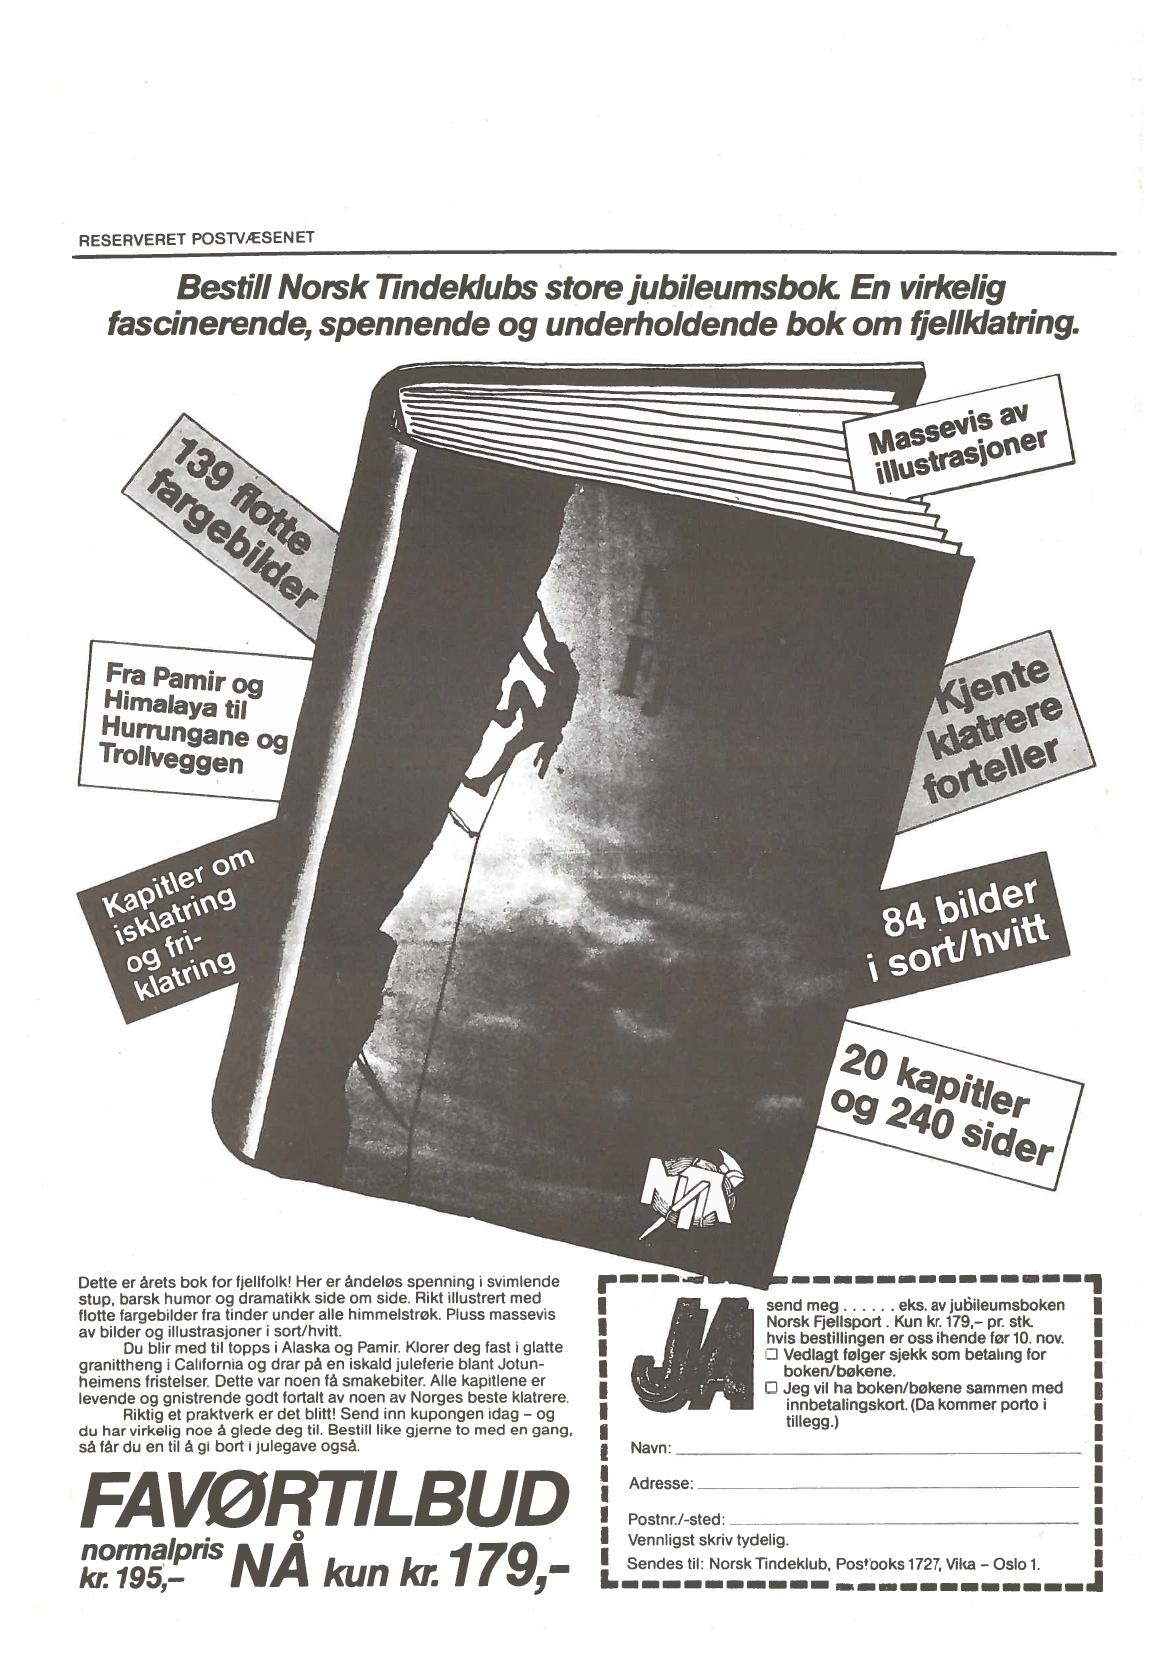 RESERVERET POSTVÆSENET
Bestill Norsk Tindeklubs store jubileumsbok. En virkelig
fascinerende, spennende og underholdende bok om fjellklatring.
139 flotte
fargebilder
Massevis av
illustrasjoner
Fra Pamir og
Himalaya til
Hurrungane og
Trollveggen
Kjente
klatrere
forteller
Kapitler om
isklatring
og fri-
klatring
84 bilder
i sort/hvitt
20 kapitler
og 240 sider
Dette er årets bok for fjellfolk! Her er åndeløs spenning i svimlende
stup, barsk humor og dramatikk side om side. Rikt illustrert med
flotte fargebilder fra tinder under alle himmelstrøk. Pluss massevis
av bilder og illustrasjoner i sort/hvitt.
Du blir med til topps i Alaska og Pamir. Klorer deg fast i glatte
granittheng i California og drar på en iskald juleferie blant Jotun-
heimens fristelser. Dette var noen få smakebiter. Alle kapitlene er
levende og gnistrende godt fortalt av noen av Norges beste klatrere.
Riktig et praktverk er det blitt! Send inn kupongen idag – og
du har virkelig noe å glede deg til. Bestill like gjerne to med en gang,
så får du en til å gi bort i julegave også.
FAVØRTILBUD
normalpris
kr. 195,–
NÅ kun kr. 179,–
JA
send meg . . . . . . eks. av jubileumsboken
Norsk Fjellsport . Kun kr. 179,– pr. stk.
hvis bestillingen er oss ihende før 10. nov.
☐ Vedlagt følger sjekk som betaling for
boken/bøkene.
☐ Jeg vil ha boken/bøkene sammen med
innbetalingskort. (Da kommer porto i
tillegg.)
Navn:
Adresse:
Postnr./-sted:
Vennligst skriv tydelig.
Sendes til: Norsk Tindeklub, Postboks 1727, Vika – Oslo 1.